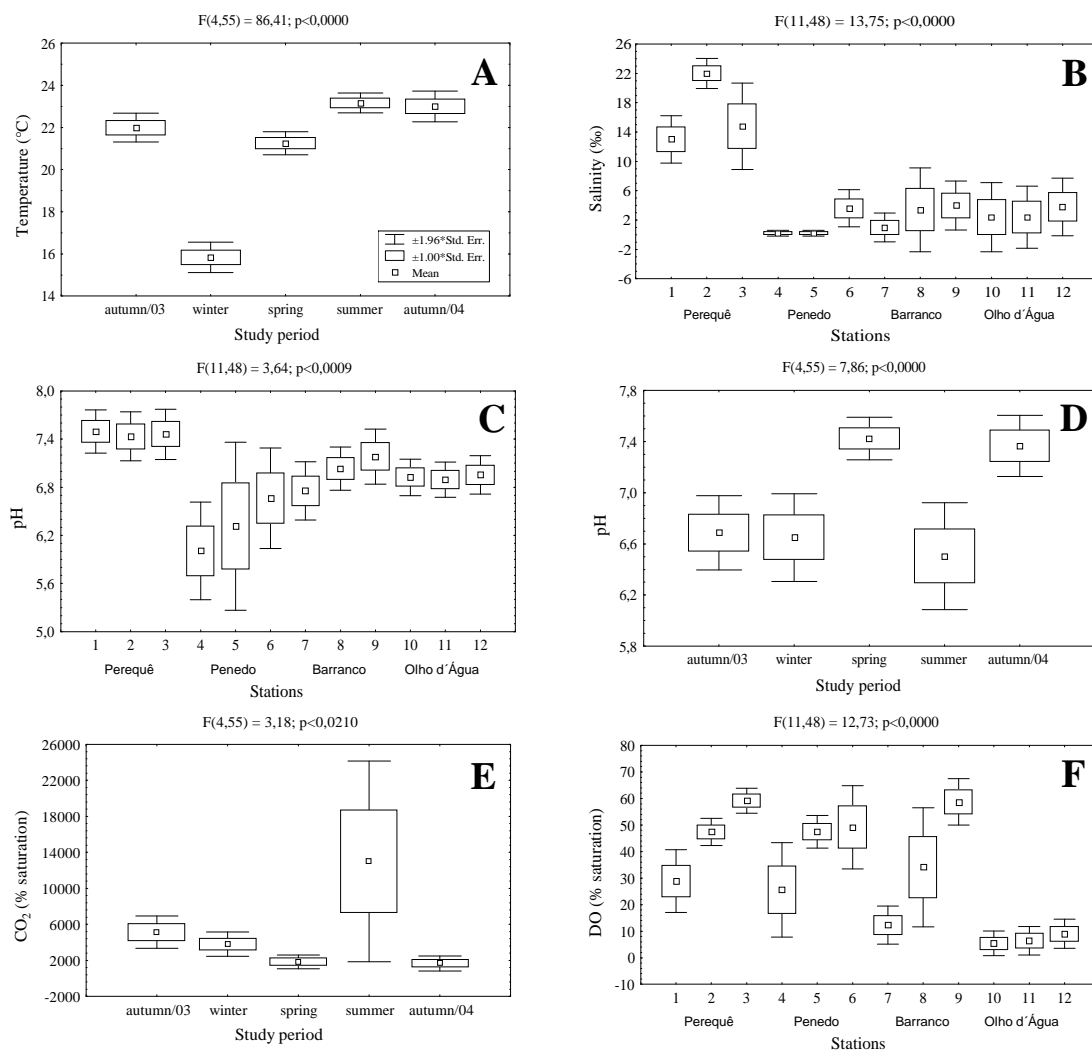 F(4,55) = 86,41; p<0,0000
A
Temperature (°C)
26
24
22
20
18
16
14
±1.96*Std. Err.
±1.00*Std. Err.
Mean
autumn/03 winter spring summer autumn/04
Study period
F(11,48) = 13,75; p<0,0000
B
Salinity (‰)
26
22
18
14
10
6
2
-2
-6
1 2 3 4 5 6 7 8 9 10 11 12
Perequê Penedo Barranco Olho d´Água
Stations
F(11,48) = 3,64; p<0,0009
C
pH
8,0
7,4
6,8
6,2
5,6
5,0
1 2 3 4 5 6 7 8 9 10 11 12
Perequê Penedo Barranco Olho d´Água
Stations
F(4,55) = 7,86; p<0,0000
D
pH
7,8
7,4
7,0
6,6
6,2
5,8
autumn/03 winter spring summer autumn/04
Study period
F(4,55) = 3,18; p<0,0210
E
CO₂ (% saturation)
26000
22000
18000
14000
10000
6000
2000
-2000
autumn/03 winter spring summer autumn/04
Study period
F(11,48) = 12,73; p<0,0000
F
DO (% saturation)
80
70
60
50
40
30
20
10
0
-10
1 2 3 4 5 6 7 8 9 10 11 12
Perequê Penedo Barranco Olho d´Água
Stations